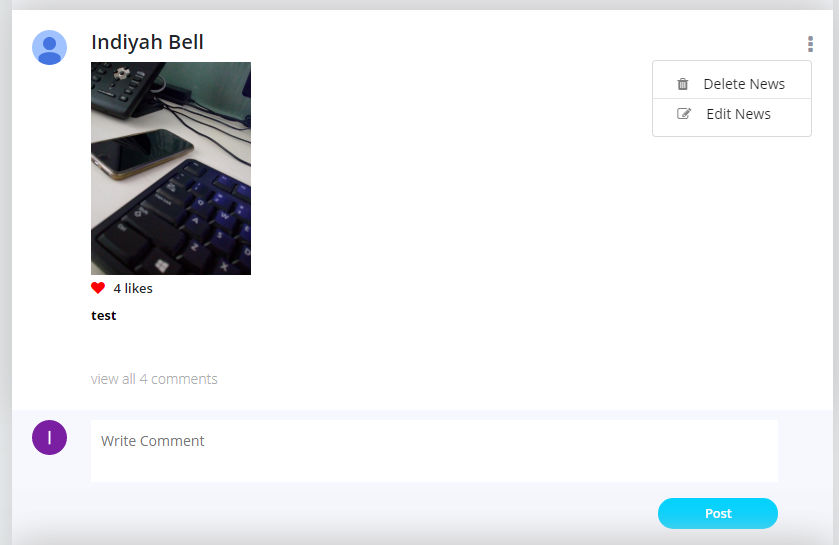 Indiyah Bell
Delete News
Edit News
4 likes
test
view all 4 comments
I
Write Comment
Post